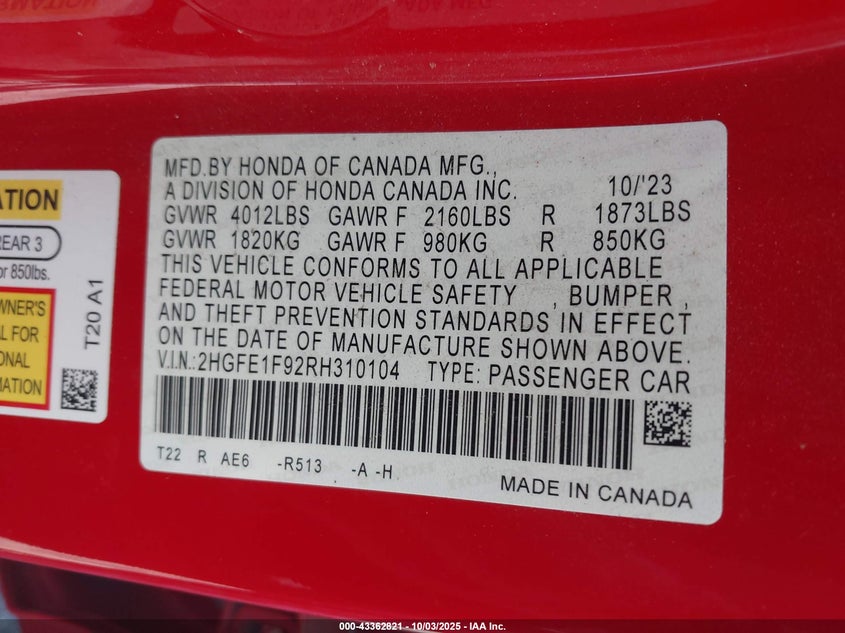 MFD.BY HONDA OF CANADA MFG.,
A DIVISION OF HONDA CANADA INC. 10/'23
GVWR 4012LBS GAWR F 2160LBS R 1873LBS
GVWR 1820KG GAWR F 980KG R 850KG
THIS VEHICLE CONFORMS TO ALL APPLICABLE
FEDERAL MOTOR VEHICLE SAFETY , BUMPER ,
AND THEFT PREVENTION STANDARDS IN EFFECT
ON THE DATE OF MANUFACTURE SHOWN ABOVE.
V.I.N.:2HGFE1F92RH310104 TYPE: PASSENGER CAR
T22 R AE6 -R513 -A -H
MADE IN CANADA
ATION
REAR 3
or 850lbs.
OWNER'S
AL FOR
IONAL
MATION
T20 A1
000-43362821 - 10/03/2025 - IAA Inc.